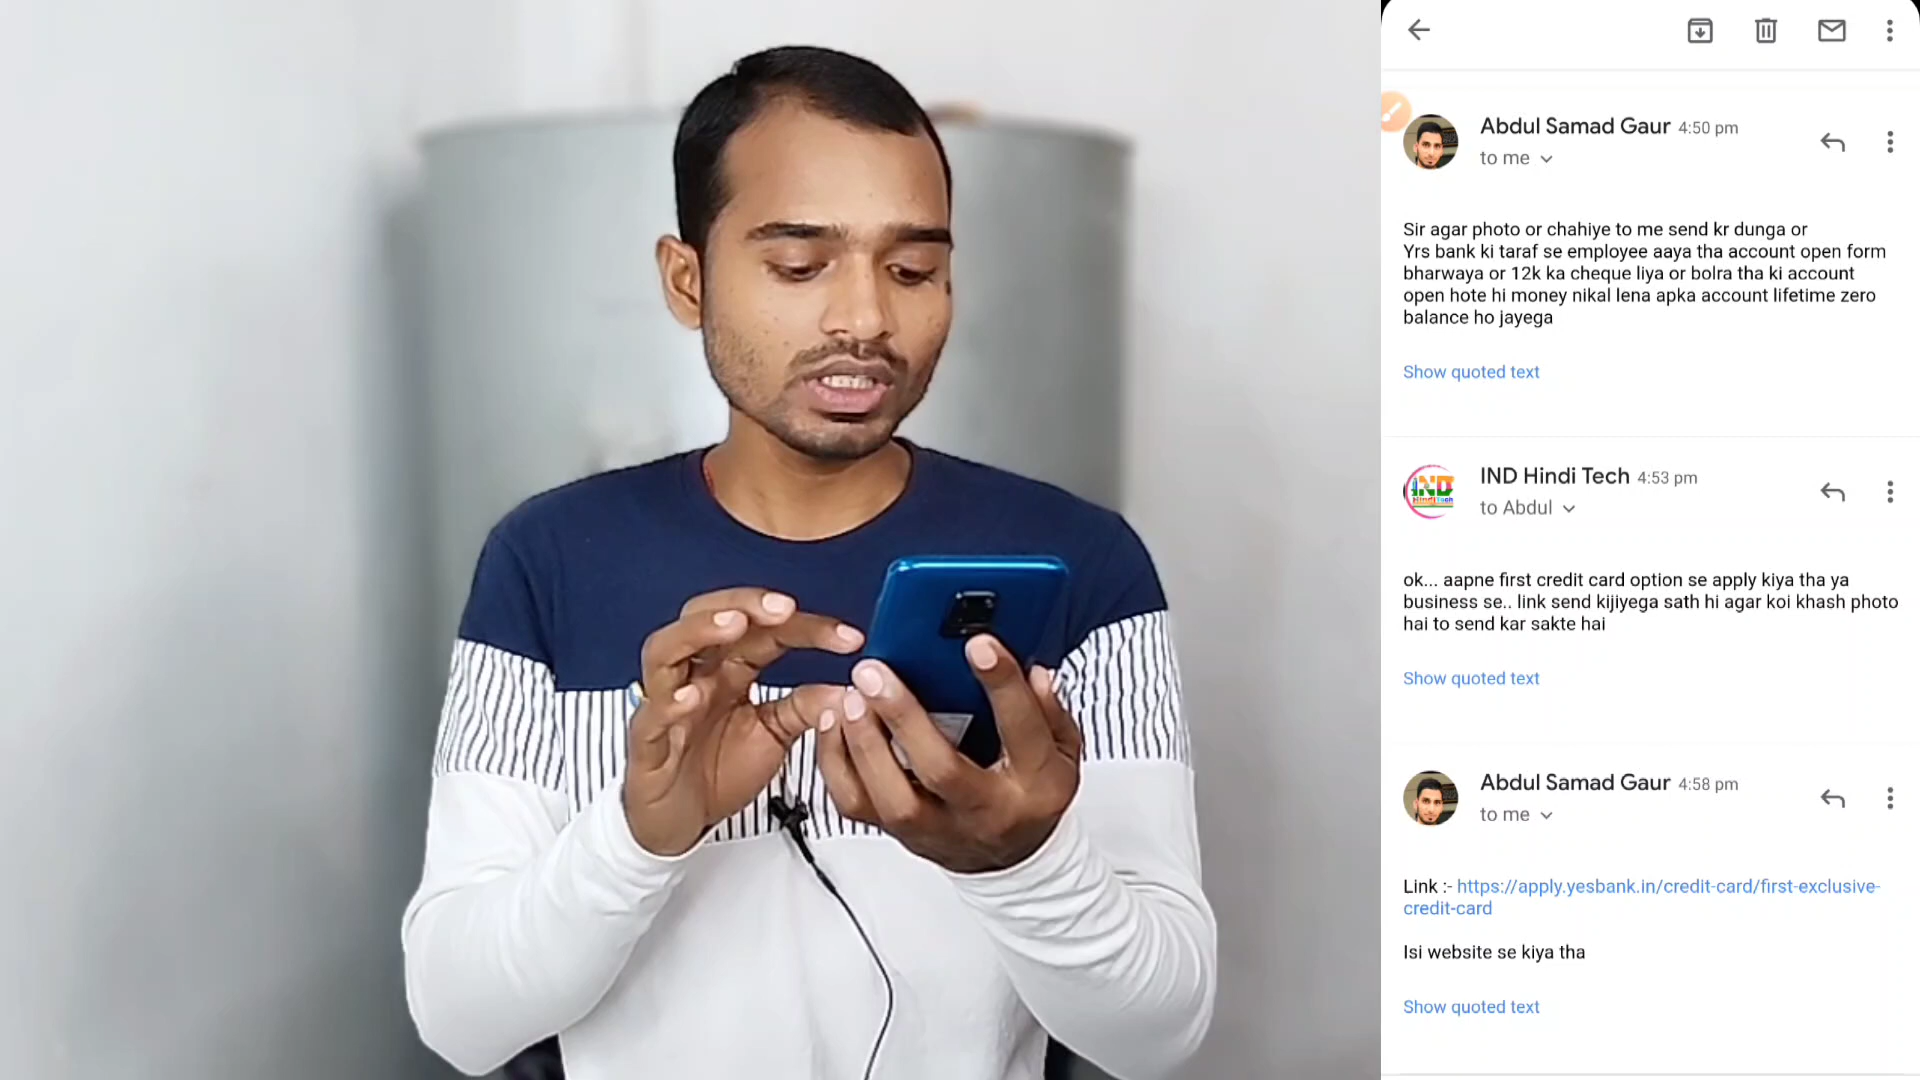 Abdul Samad Gaur 4:50 pm
to me
Sir agar photo or chahiye to me send kr dunga or
Yrs bank ki taraf se employee aaya tha account open form
bharwaya or 12k ka cheque liya or bolra tha ki account
open hote hi money nikal lena apka account lifetime zero
balance ho jayega
Show quoted text
IND
Hindi Tech
IND Hindi Tech 4:53 pm
to Abdul
ok... aapne first credit card option se apply kiya tha ya
business se.. link send kijiyega sath hi agar koi khash photo
hai to send kar sakte hai
Show quoted text
Abdul Samad Gaur 4:58 pm
to me
Link :- https://apply.yesbank.in/credit-card/first-exclusive-
credit-card
Isi website se kiya tha
Show quoted text